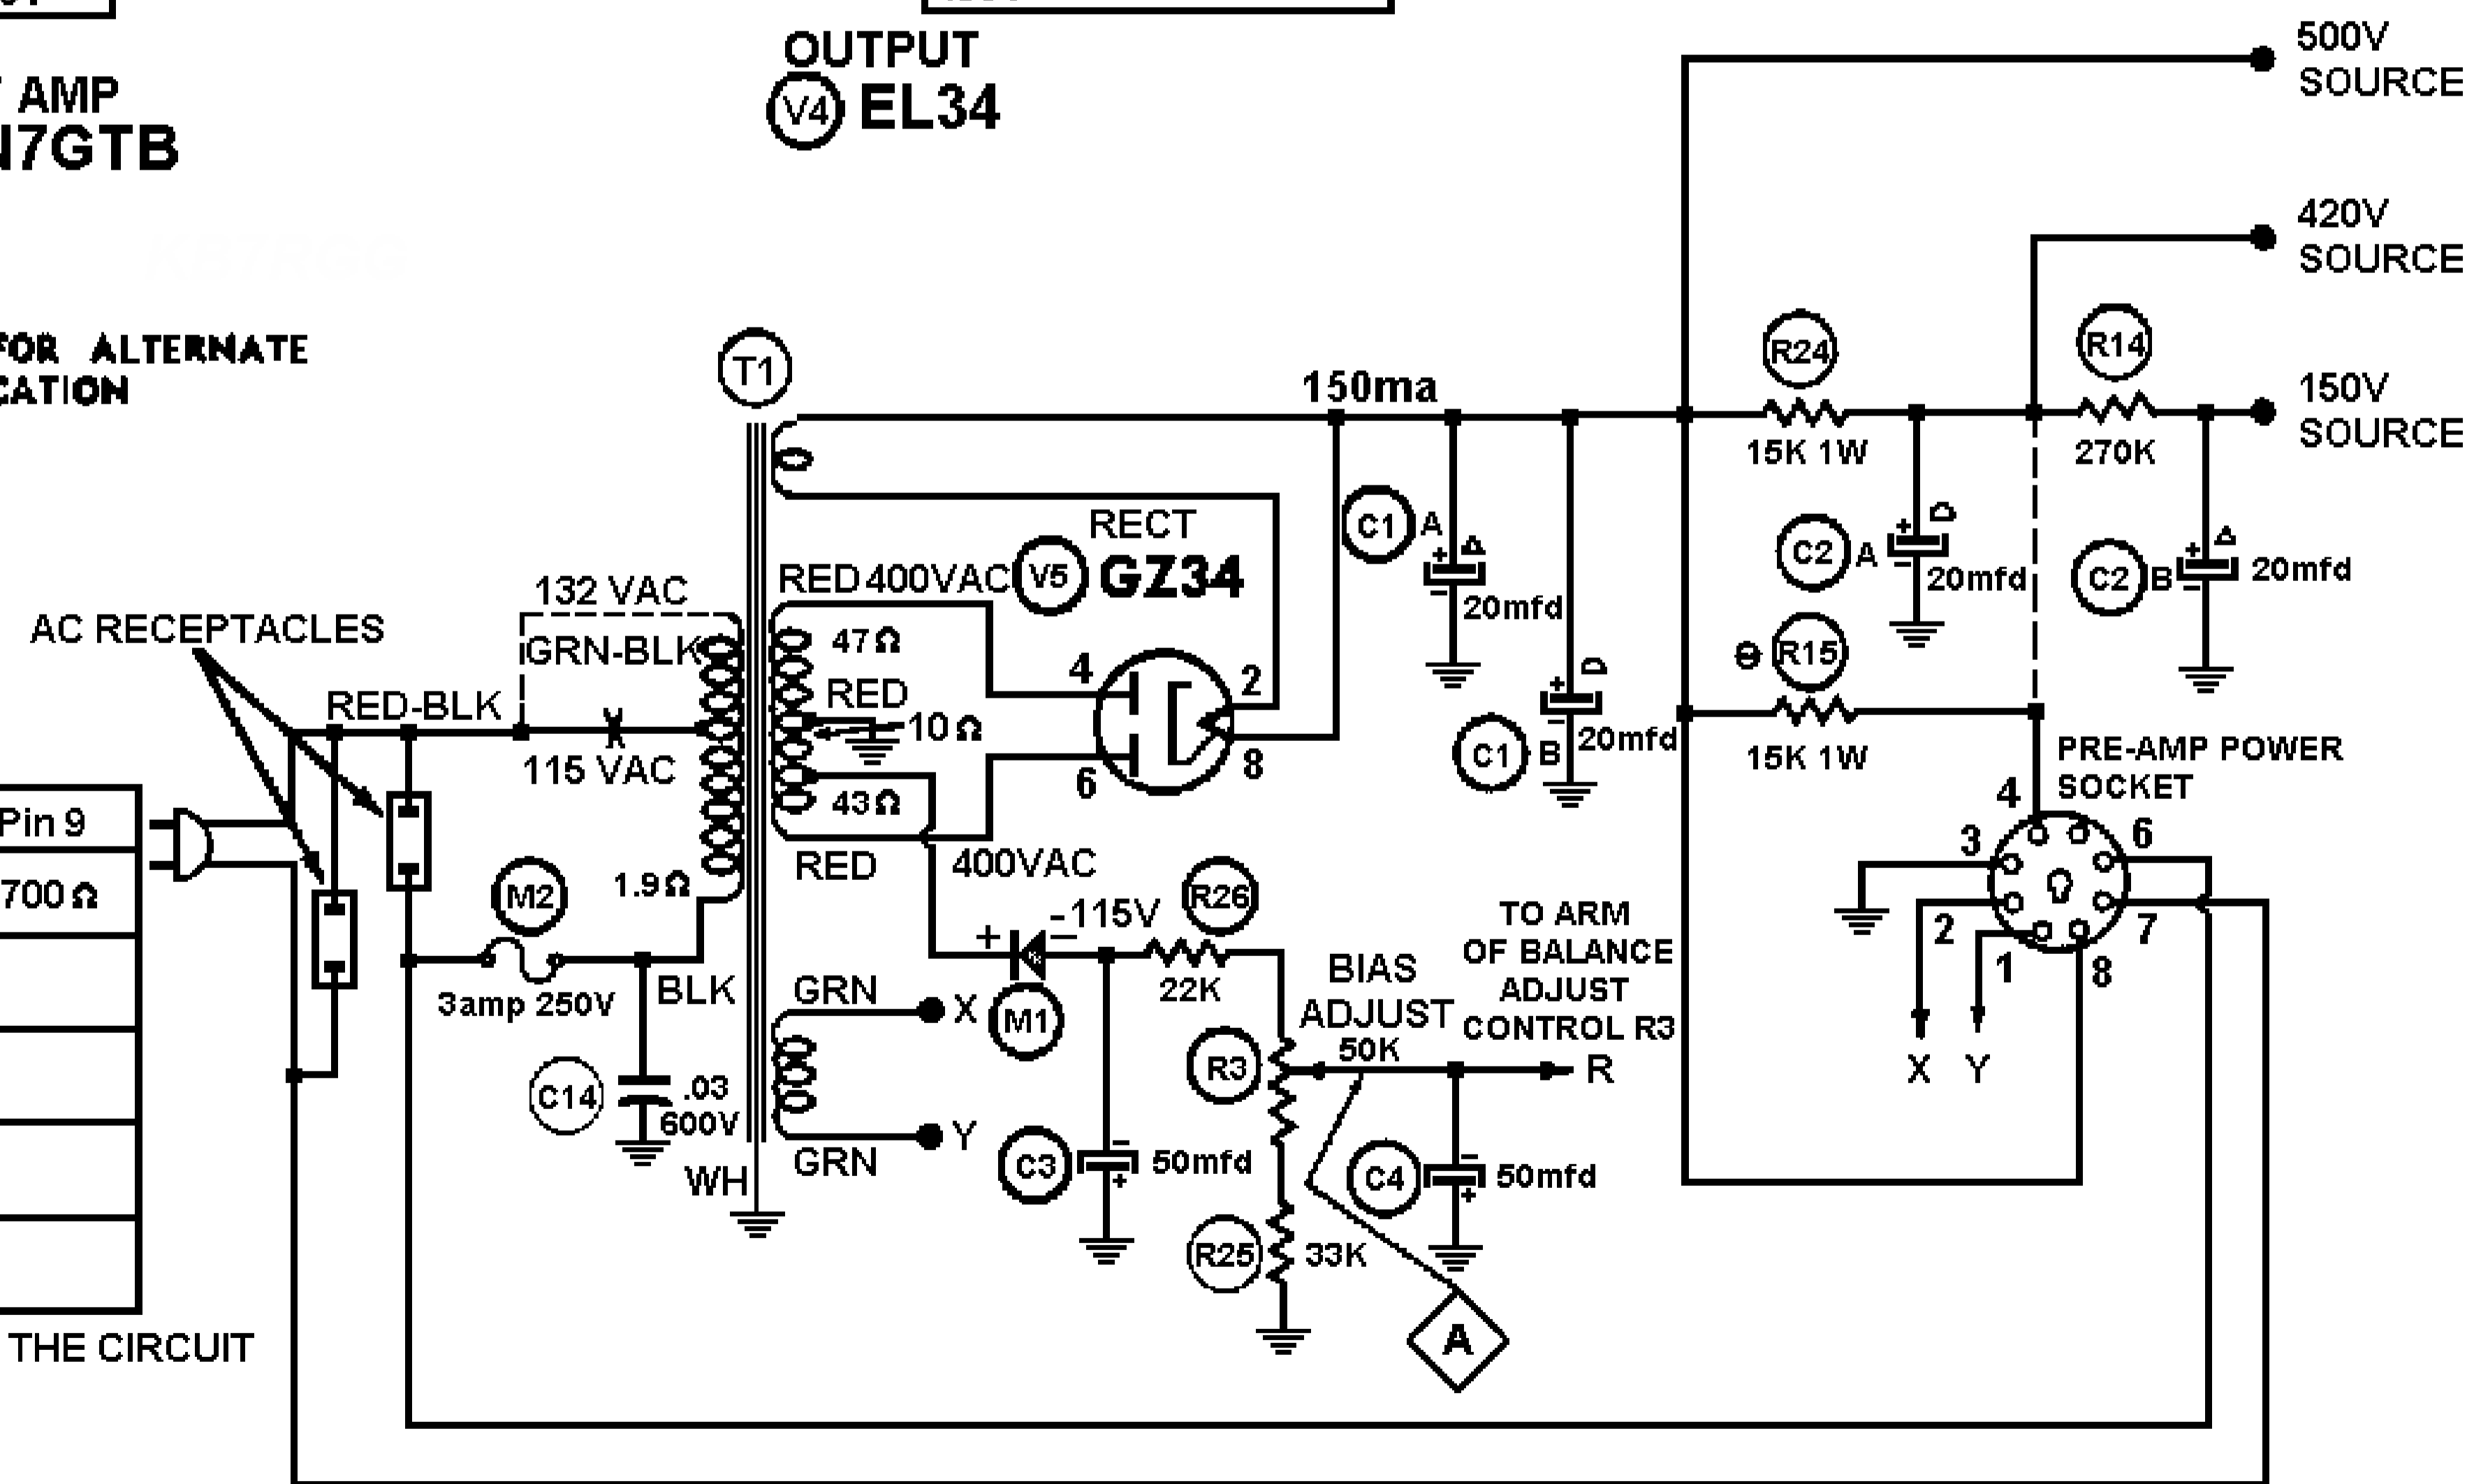 OUTPUT
V4 EL34
AMP
N7GTB
500V
SOURCE
420V
SOURCE
150V
SOURCE
FOR ALTERNATE
CATION
T1
150ma
R24
15K 1W
R14
270K
RECT
V5 GZ34
RED 400VAC
C1 A
20mfd
C1 B
20mfd
C2 A
20mfd
C2 B
20mfd
θ R15
15K 1W
132 VAC
GRN-BLK
AC RECEPTACLES
RED-BLK
115 VAC
47Ω
RED
10Ω
43Ω
RED
400VAC
4
2
6
8
PRE-AMP POWER
SOCKET
4
3
6
2
7
1
8
X
Y
Pin 9
700Ω
M2
3amp 250V
1.9Ω
BLK
C14
.03
600V
WH
GRN
X
Y
GRN
+
-115V
−
M1
R26
22K
C3
50mfd
BIAS
ADJUST
50K
R3
TO ARM
OF BALANCE
ADJUST
CONTROL R3
R
C4
50mfd
R25
33K
A
THE CIRCUIT